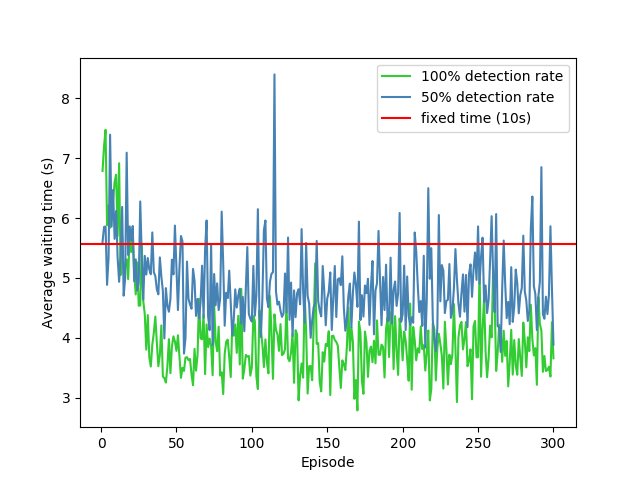 100% detection rate
50% detection rate
fixed time (10s)
8
7
6
5
4
3
Average waiting time (s)
0 50 100 150 200 250 300
Episode